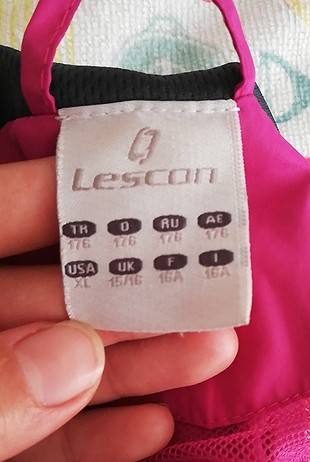 Lescon
TR D RU AE
176 176 176 176
USA UK F I
XL 15/16 16A 16A